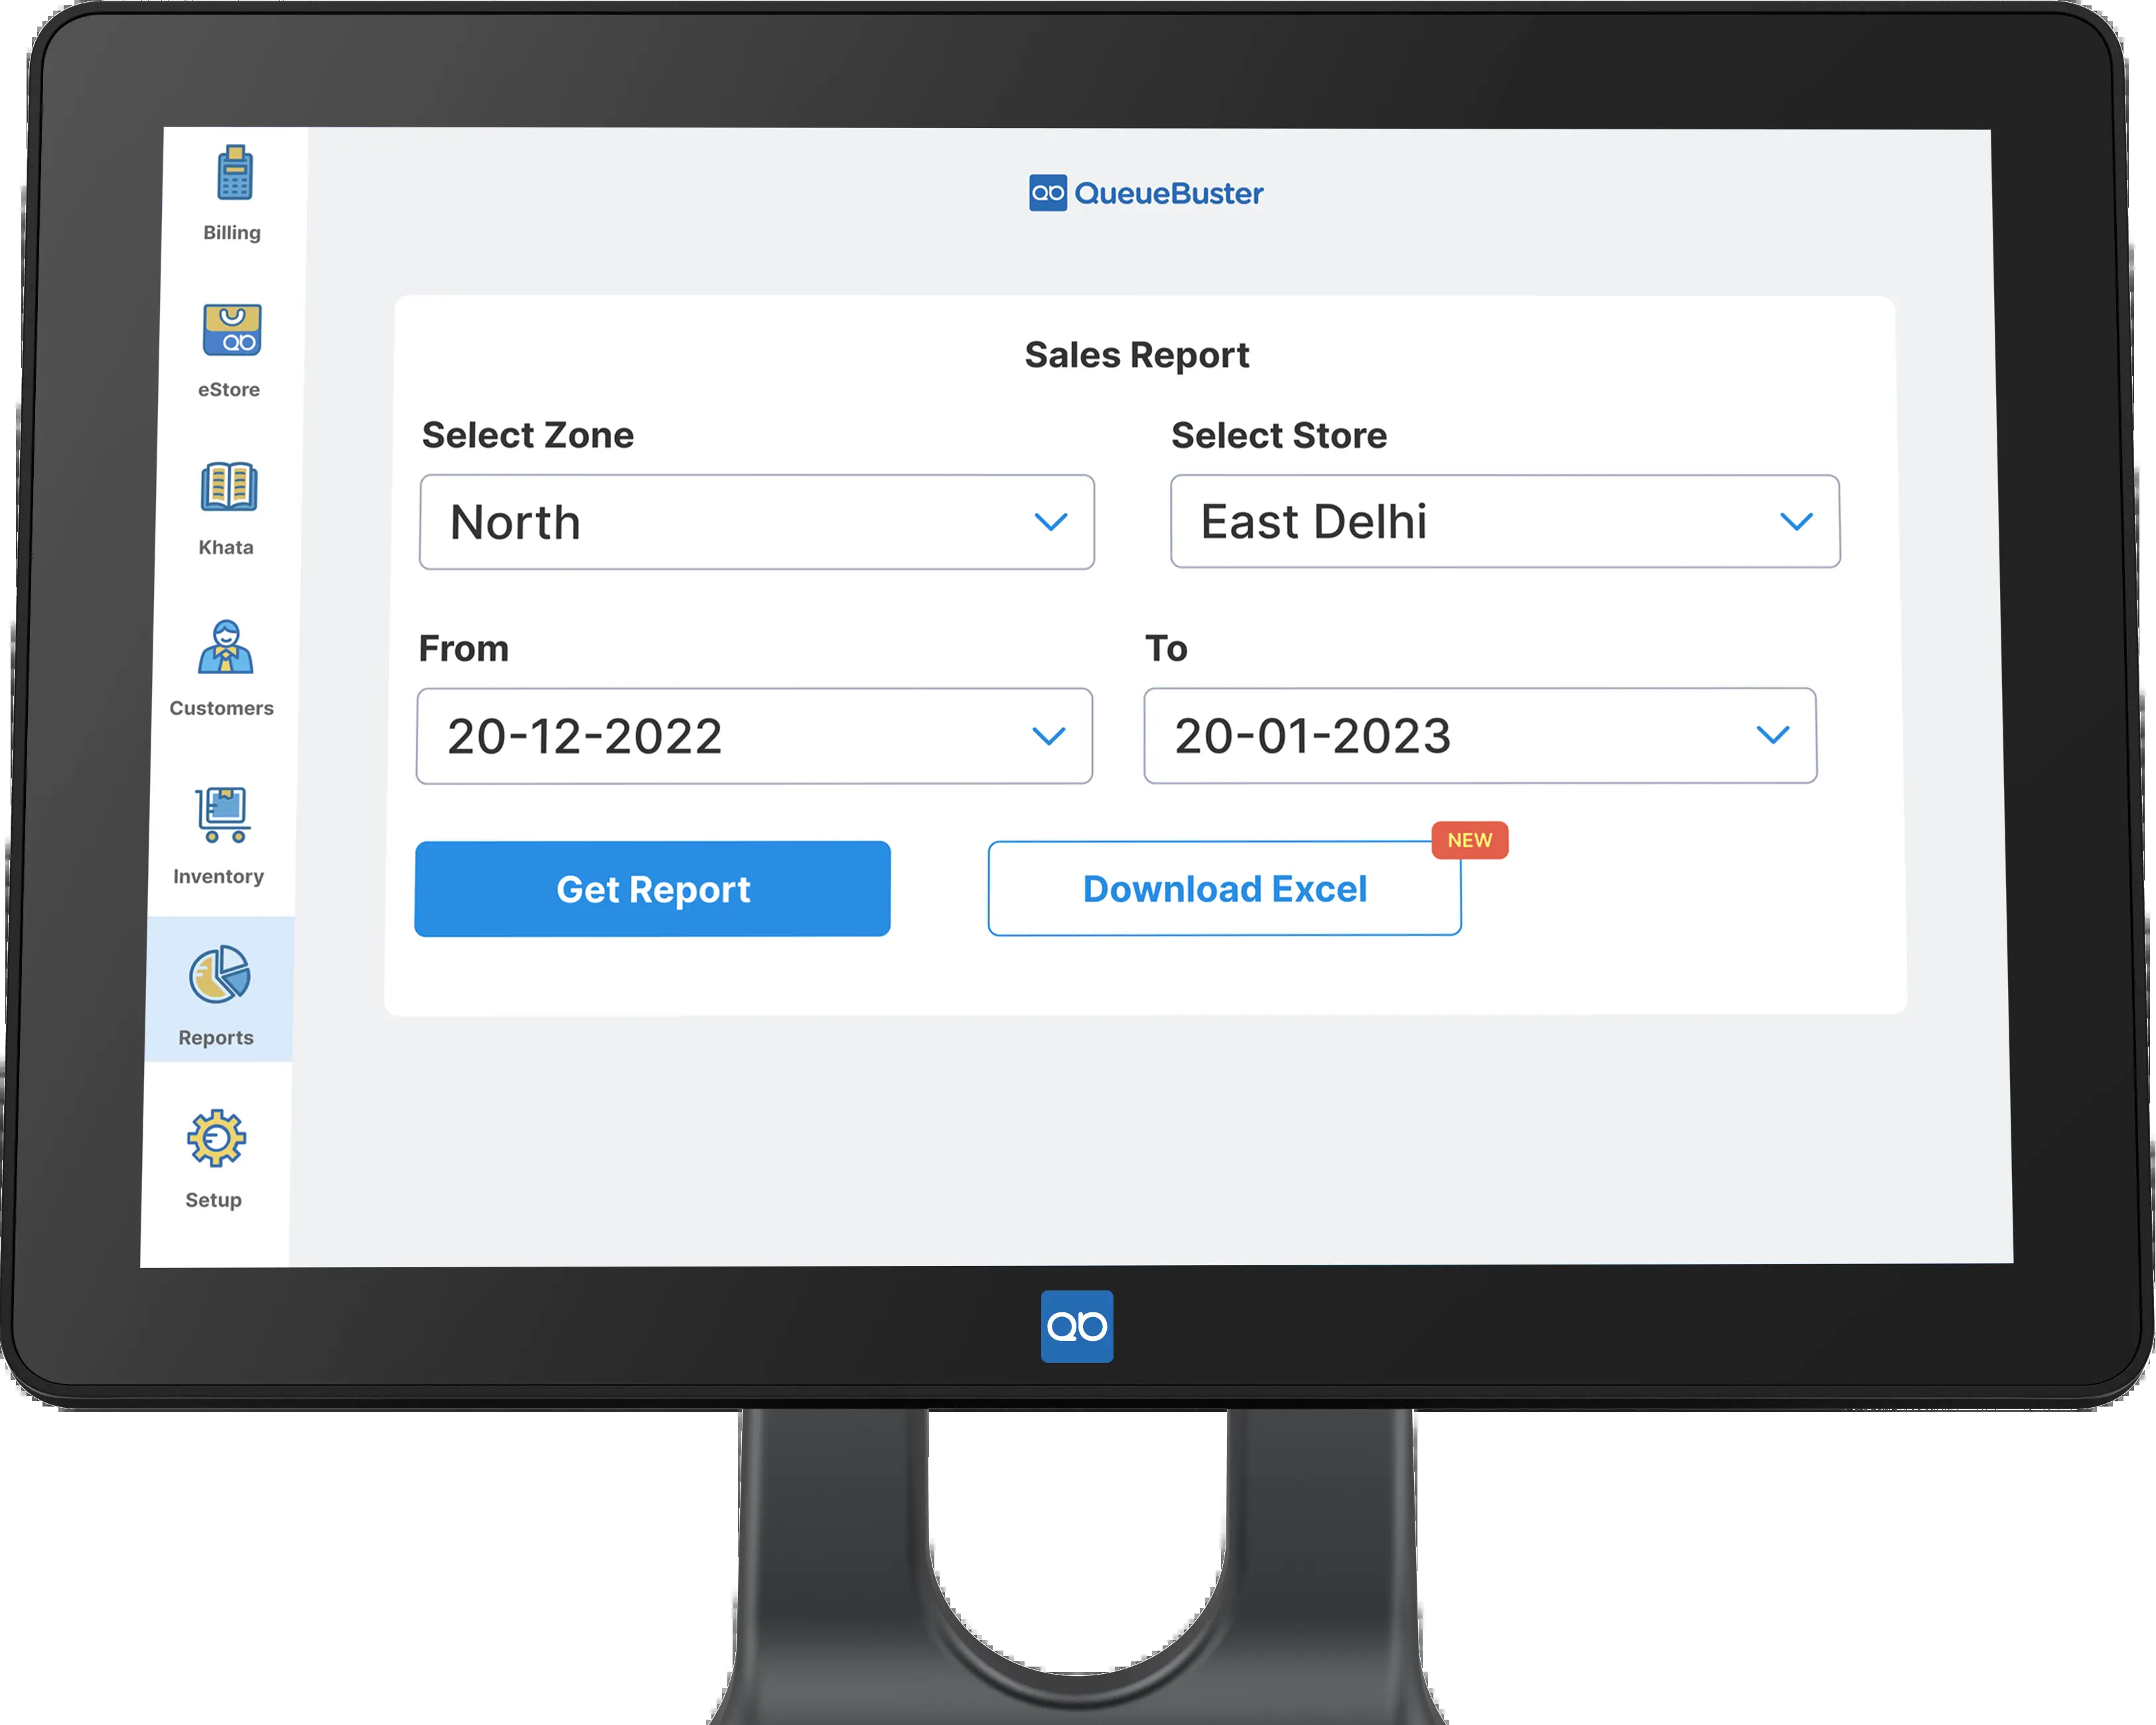 QueueBuster
Billing
eStore
Khata
Customers
Inventory
Reports
Setup
Sales Report
Select Zone
Select Store
North
East Delhi
From
To
20-12-2022
20-01-2023
Get Report
Download Excel
NEW